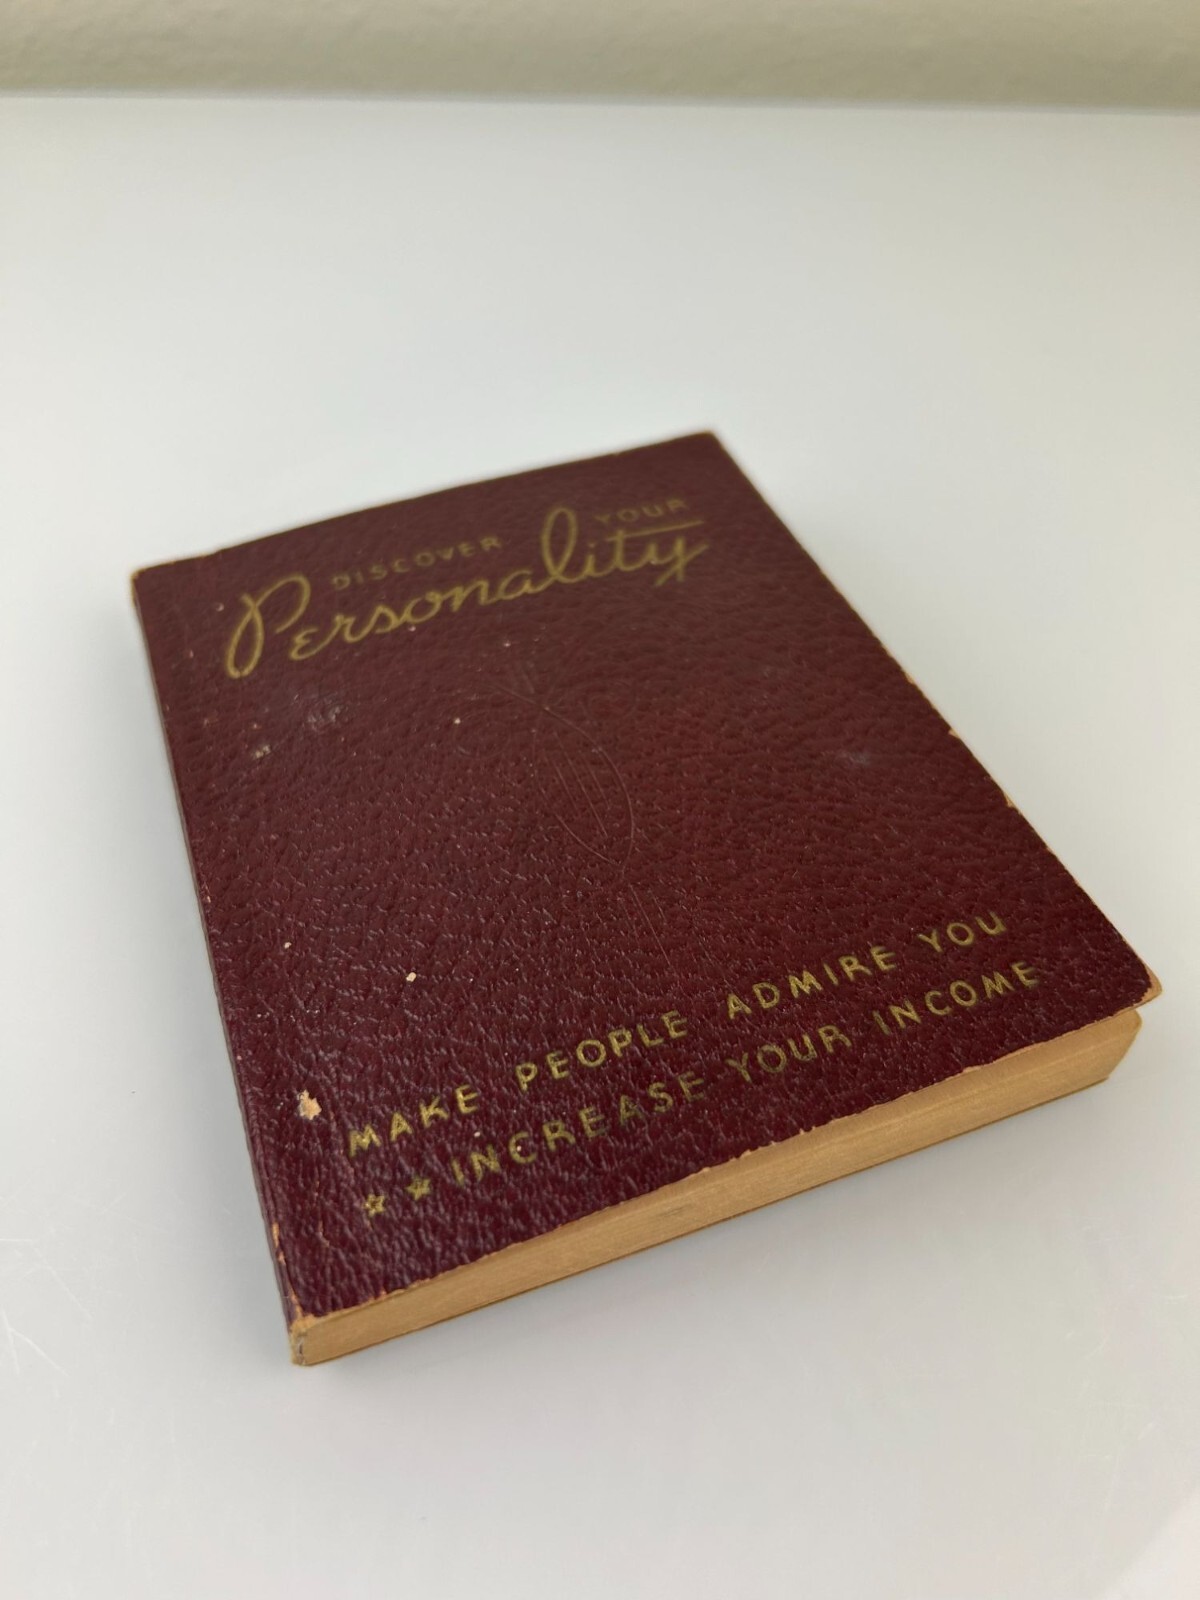 DISCOVER YOUR
Personality
MAKE PEOPLE ADMIRE YOU
★ ★ INCREASE YOUR INCOME